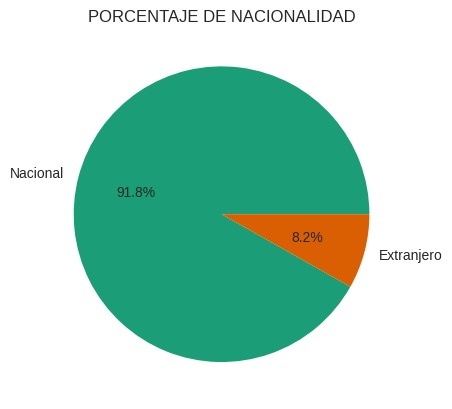 PORCENTAJE DE NACIONALIDAD
Nacional
91.8%
8.2%
Extranjero